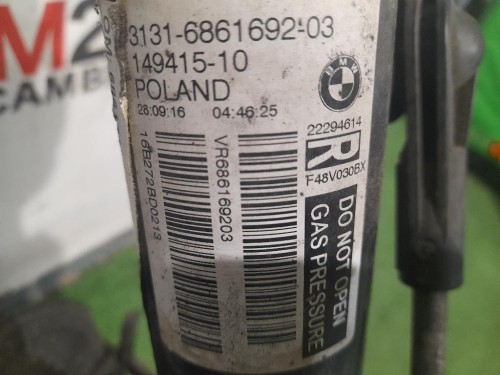 3131-6861692-03
149415-10
POLAND
28:09:16 04:46:25
BMW
22294614
R
F48V030BX
VR686169203
DO NOT OPEN
GAS PRESSURE
M2
CAMB